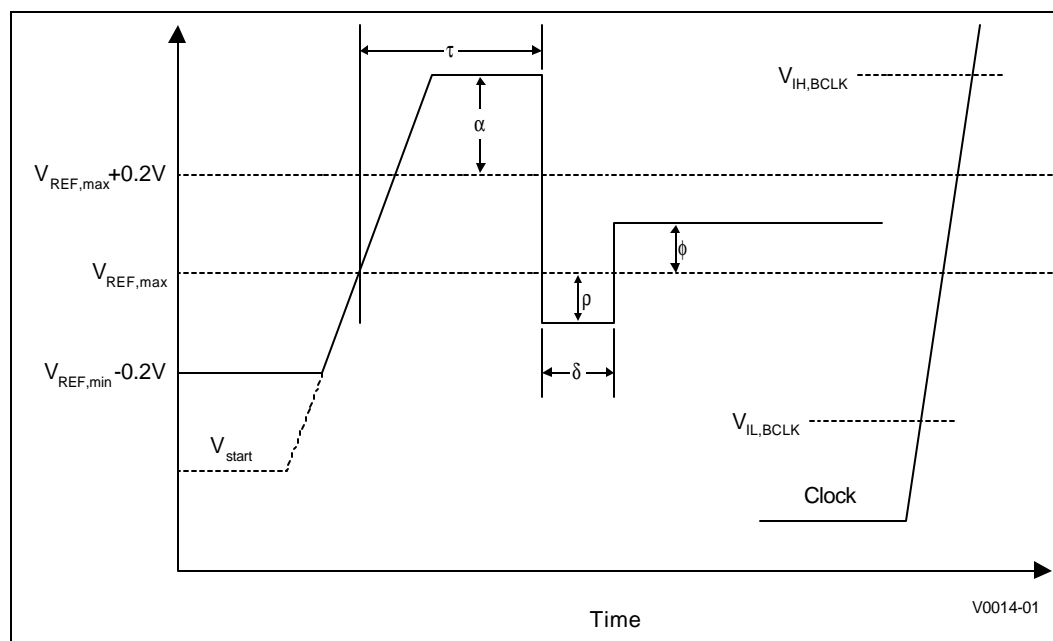 τ
V_IH,BCLK
α
V_REF,max+0.2V
ϕ
V_REF,max
ρ
V_REF,min-0.2V
δ
V_IL,BCLK
V_start
Clock
V0014-01
Time